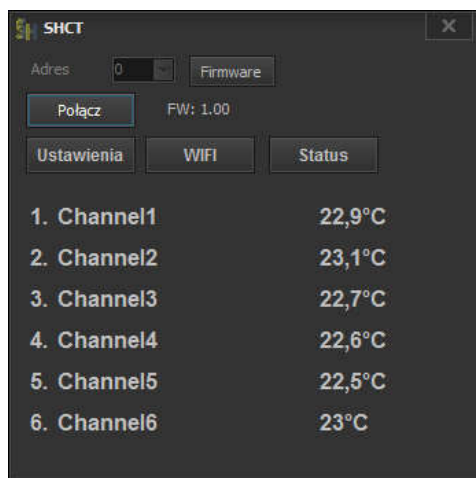 SHCT
Adres 0 Firmware
Połącz FW: 1.00
Ustawienia WIFI Status
1. Channel1 22,9°C
2. Channel2 23,1°C
3. Channel3 22,7°C
4. Channel4 22,6°C
5. Channel5 22,5°C
6. Channel6 23°C